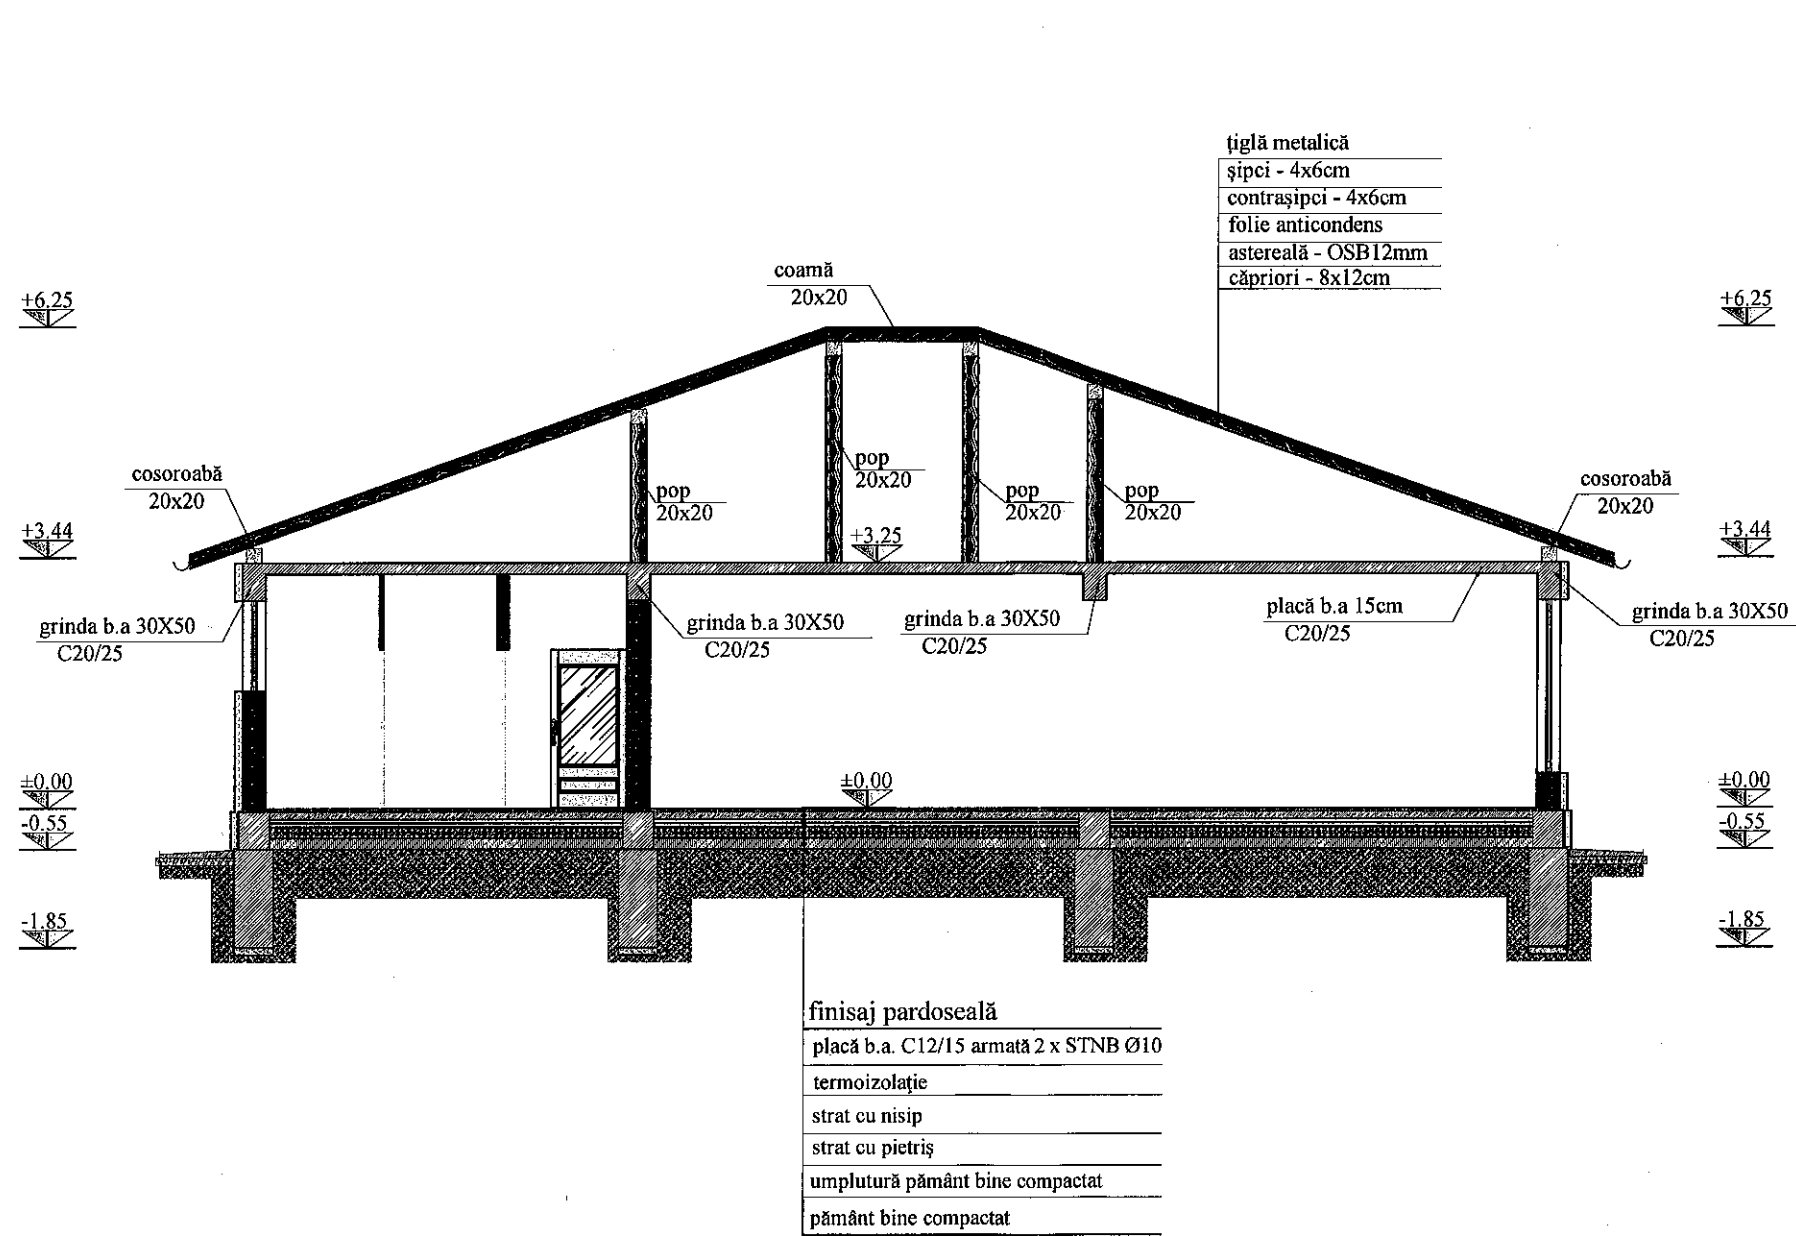 țiglă metalică
șipci - 4x6cm
contrașipci - 4x6cm
folie anticondens
astereală - OSB12mm
căpriori - 8x12cm
coamă
20x20
+6.25
+6.25
cosoroabă
20x20
pop
20x20
pop
20x20
pop
20x20
pop
20x20
cosoroabă
20x20
+3.44
+3.25
+3.44
grinda b.a 30X50
C20/25
grinda b.a 30X50
C20/25
grinda b.a 30X50
C20/25
placă b.a 15cm
C20/25
grinda b.a 30X50
C20/25
±0.00
±0.00
±0.00
-0.55
-0.55
-1.85
-1.85
finisaj pardoseală
placă b.a. C12/15 armată 2 x STNB Ø10
termoizolație
strat cu nisip
strat cu pietriș
umplutură pământ bine compactat
pământ bine compactat